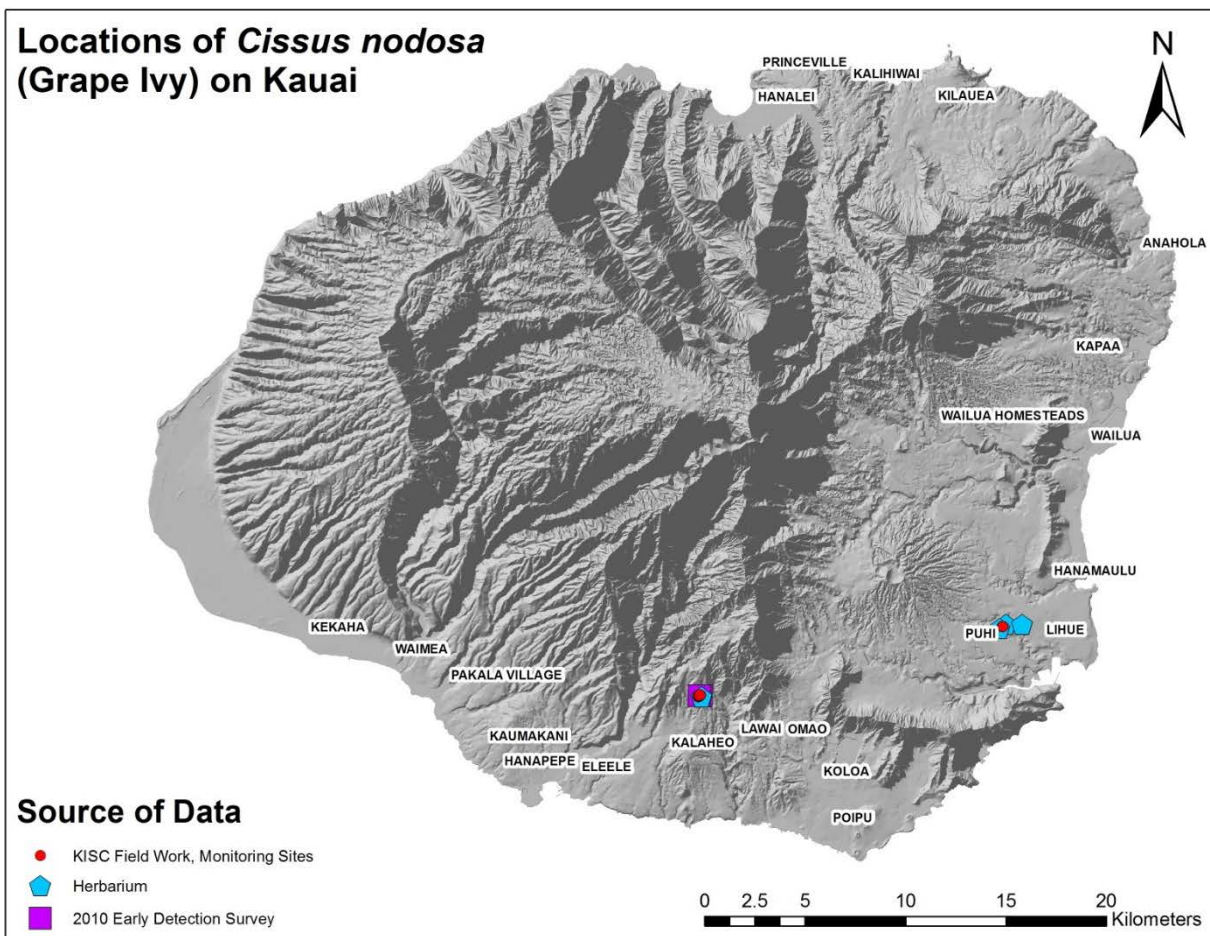 Locations of Cissus nodosa
(Grape Ivy) on Kauai
N
PRINCEVILLE
KALIHIWAI
HANALEI
KILAUEA
ANAHOLA
KAPAA
WAILUA HOMESTEADS
WAILUA
HANAMAULU
KEKAHA
PUHI
LIHUE
WAIMEA
PAKALA VILLAGE
KAUMAKANI
LAWAI
OMAO
KALAHEO
HANAPEPE
ELEELE
KOLOA
POIPU
Source of Data
KISC Field Work, Monitoring Sites
Herbarium
2010 Early Detection Survey
0 2.5 5 10 15 20
Kilometers